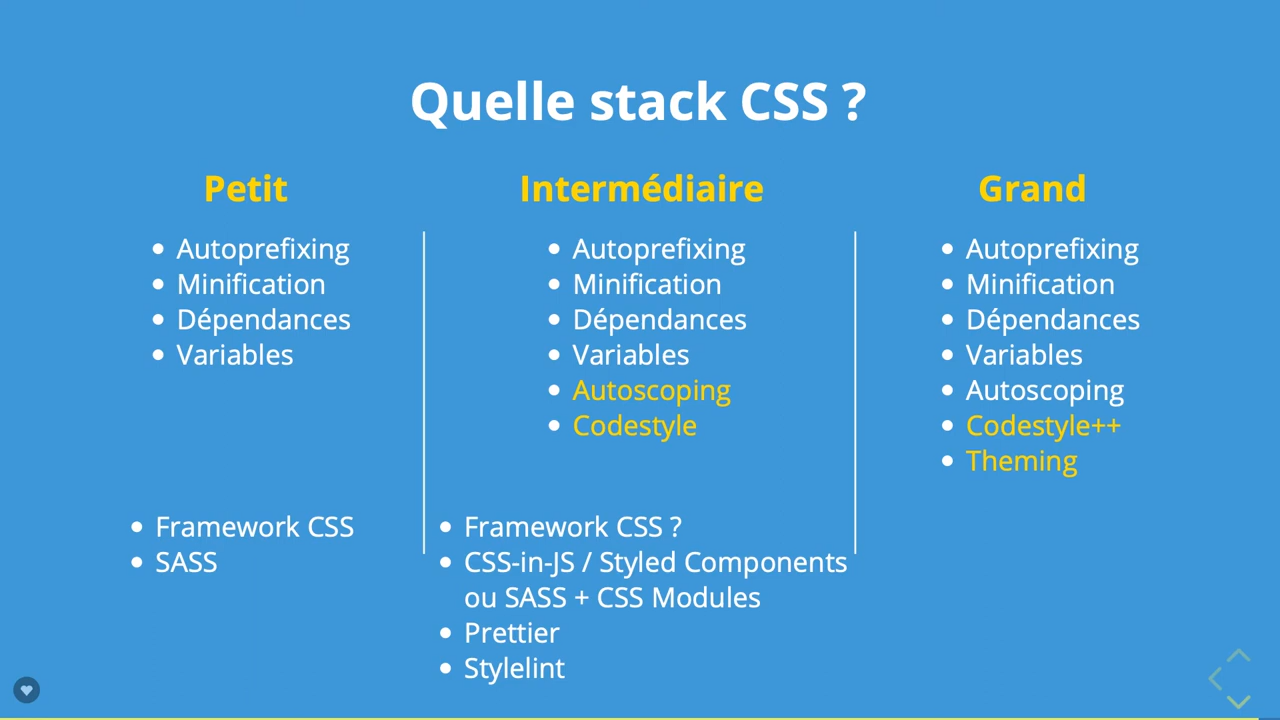 Quelle stack CSS ?
Petit
Autoprefixing
Minification
Dépendances
Variables
Framework CSS
SASS
Intermédiaire
Autoprefixing
Minification
Dépendances
Variables
Autoscoping
Codestyle
Framework CSS ?
CSS-in-JS / Styled Components
ou SASS + CSS Modules
Prettier
Stylelint
Grand
Autoprefixing
Minification
Dépendances
Variables
Autoscoping
Codestyle++
Theming